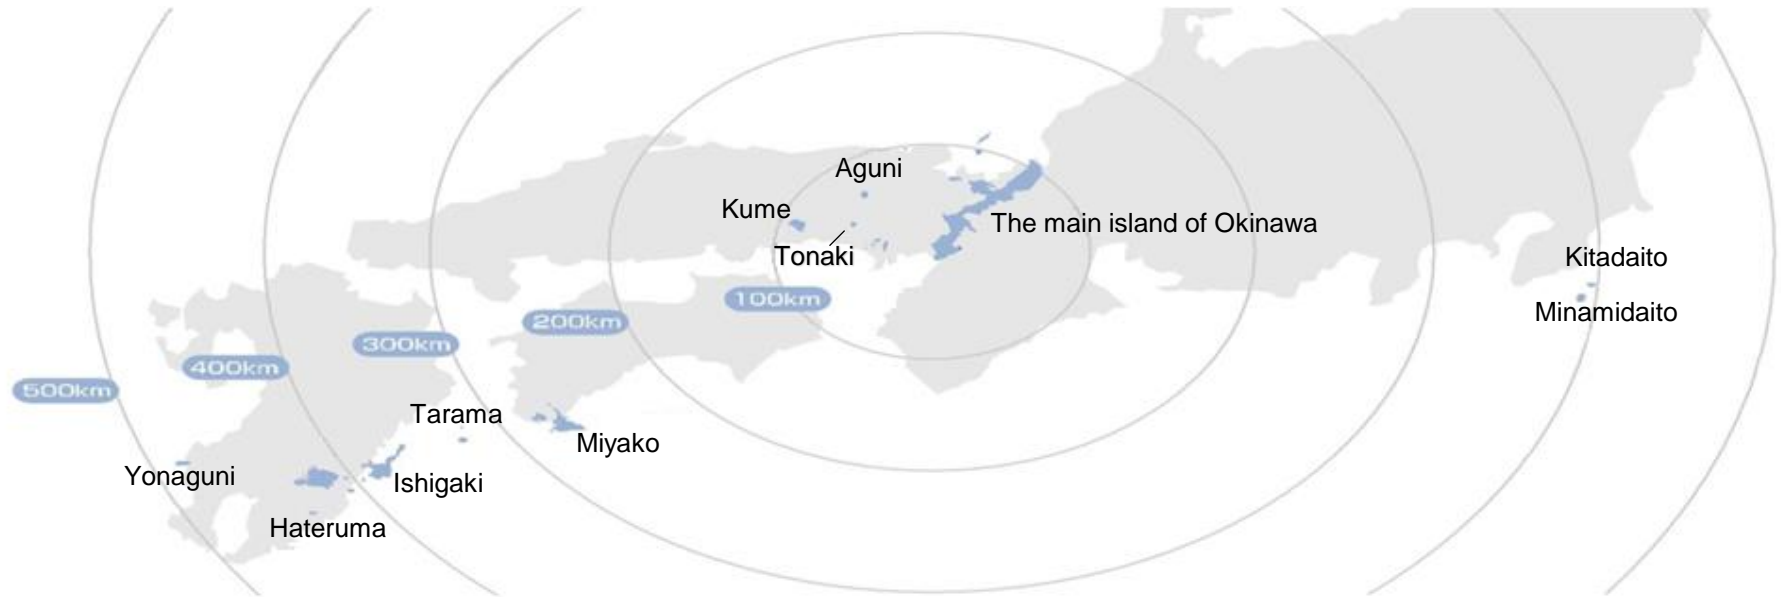 Aguni
Kume
The main island of Okinawa
Tonaki
Kitadaito
100km
Minamidaito
200km
300km
400km
500km
Tarama
Miyako
Yonaguni
Ishigaki
Hateruma